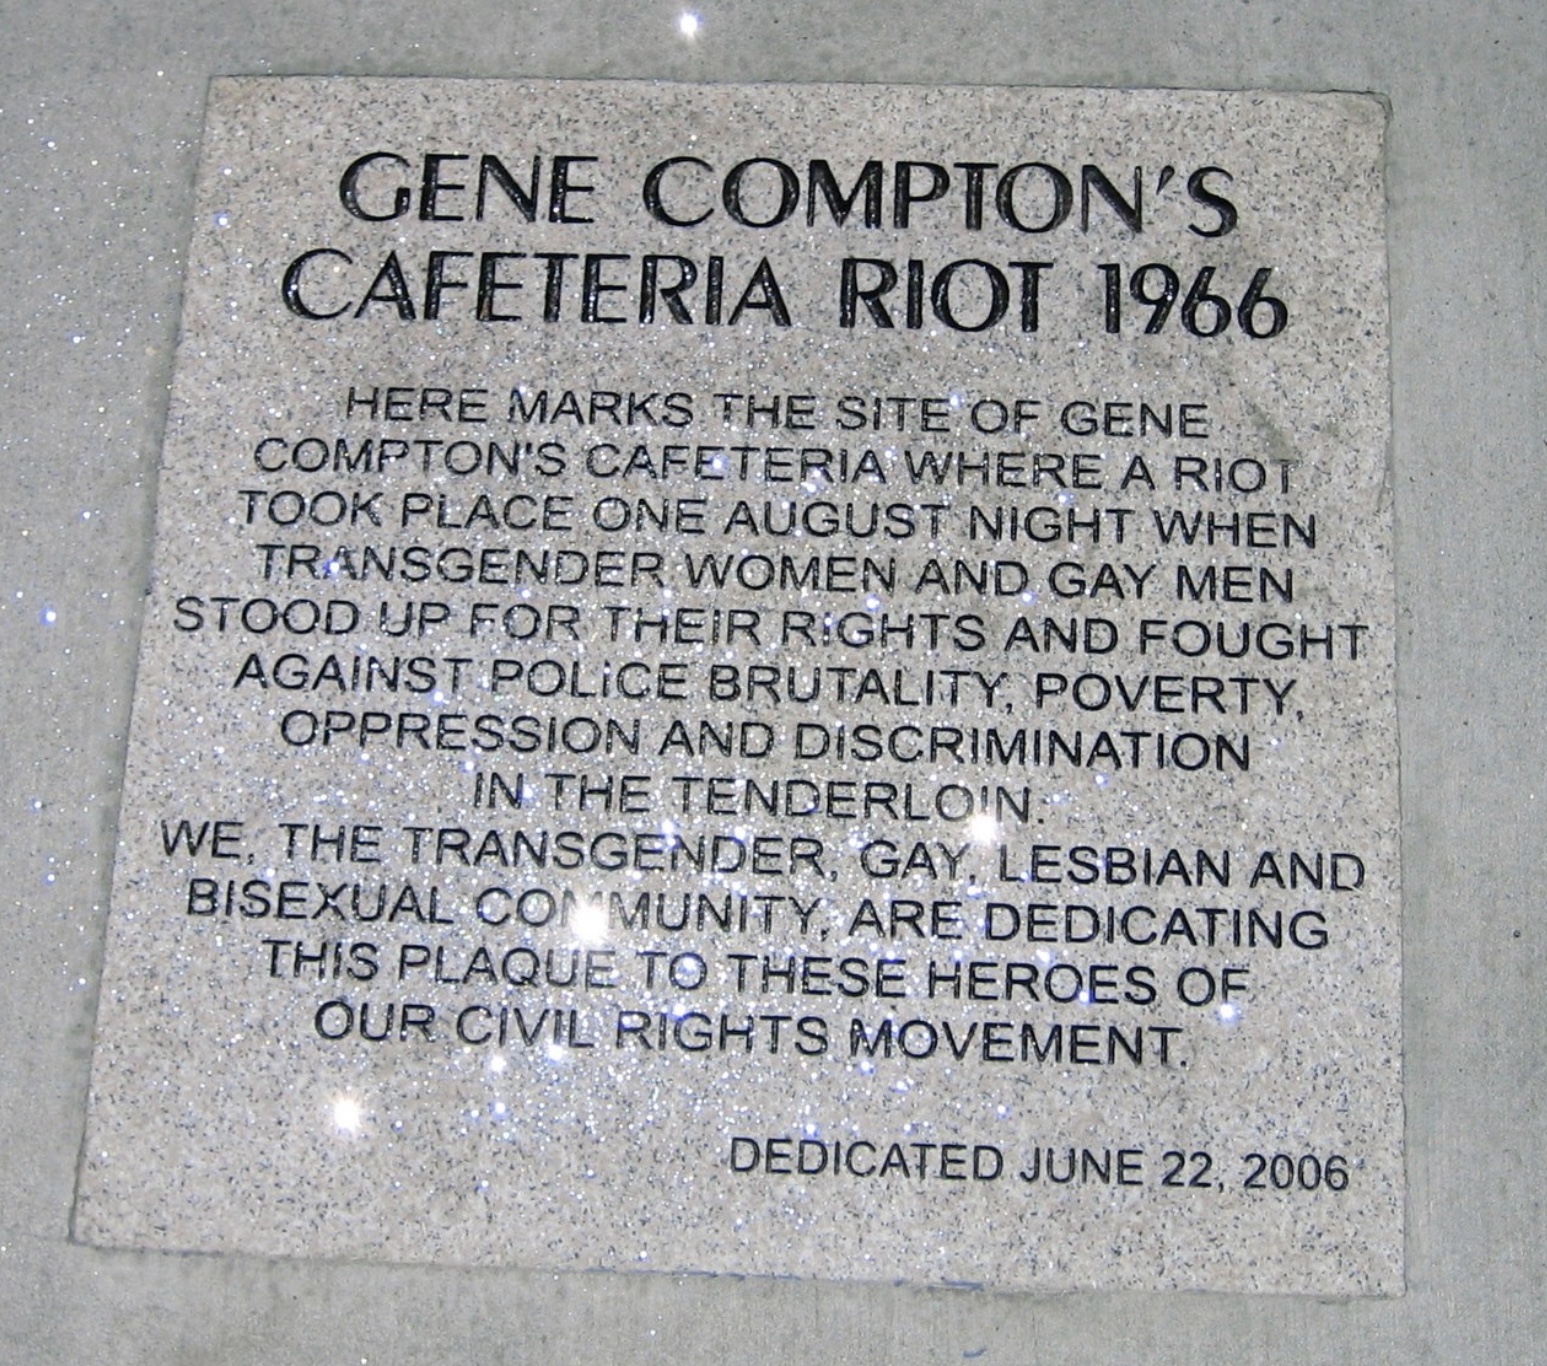 GENE COMPTON'S
CAFETERIA RIOT 1966
HERE MARKS THE SITE OF GENE
COMPTON'S CAFETERIA WHERE A RIOT
TOOK PLACE ONE AUGUST NIGHT WHEN
TRANSGENDER WOMEN AND GAY MEN
STOOD UP FOR THEIR RIGHTS AND FOUGHT
AGAINST POLiCE BRUTALITY, POVERTY,
OPPRESSION AND DISCRIMINATION
IN THE TENDERLOIN.
WE, THE TRANSGENDER, GAY, LESBIAN AND
BISEXUAL COMMUNITY, ARE DEDICATING
THIS PLAQUE TO THESE HEROES OF
OUR CIVIL RIGHTS MOVEMENT.
DEDICATED JUNE 22, 2006